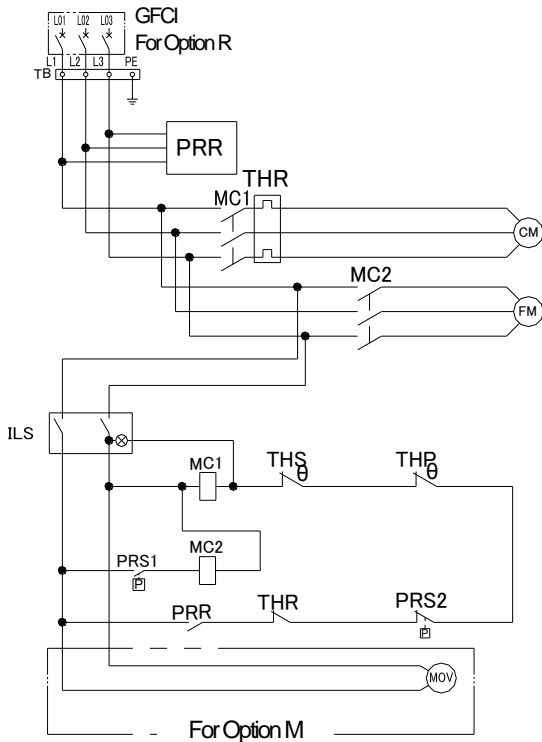 GFCI
For Option R
L01 L02 L03
L1 L2 L3 PE
TB
PRR
THR
MC1
CM
MC2
FM
ILS
MC1
THS
θ
THP
θ
MC2
PRS1
P
PRR
THR
PRS2
P
MOV
For Option M